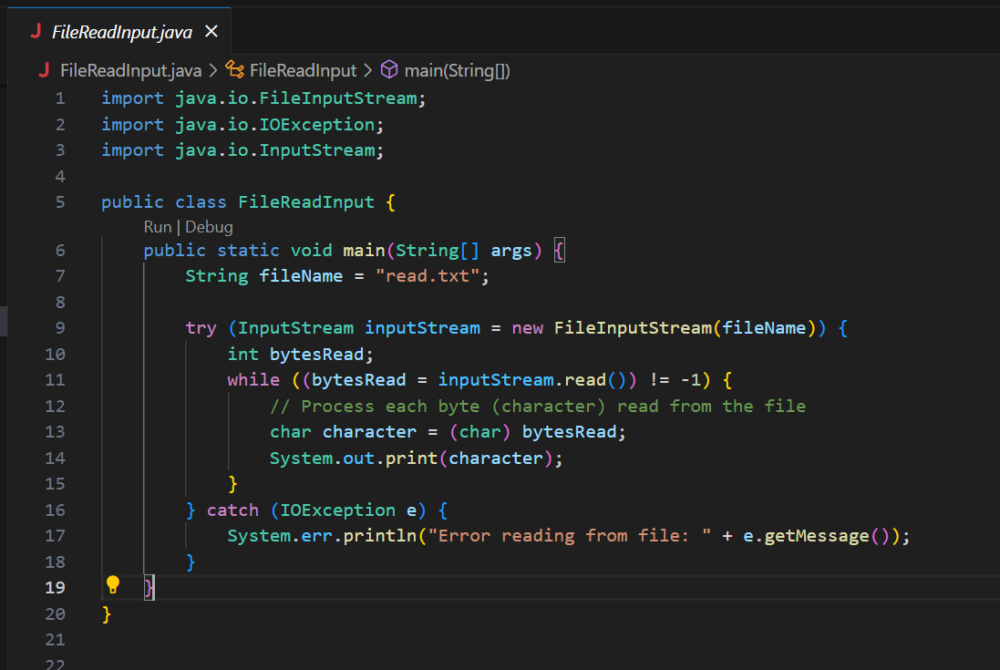 FileReadInput.java
FileReadInput.java > FileReadInput > main(String[])
1 import java.io.FileInputStream;
2 import java.io.IOException;
3 import java.io.InputStream;
4
5 public class FileReadInput {
Run | Debug
6     public static void main(String[] args) {
7         String fileName = "read.txt";
8
9         try (InputStream inputStream = new FileInputStream(fileName)) {
10             int bytesRead;
11             while ((bytesRead = inputStream.read()) != -1) {
12                 // Process each byte (character) read from the file
13                 char character = (char) bytesRead;
14                 System.out.print(character);
15             }
16         } catch (IOException e) {
17             System.err.println("Error reading from file: " + e.getMessage());
18         }
19     }
20 }
21
22